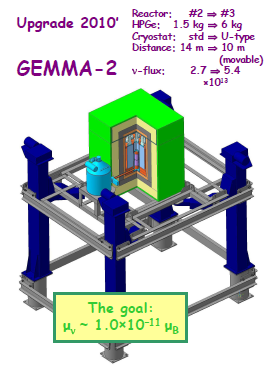 Upgrade 2010’
GEMMA-2
Reactor: #2 ⇒ #3
HPGe: 1.5 kg ⇒ 6 kg
Cryostat: std ⇒ U-type
Distance: 14 m ⇒ 10 m
(movable)
ν-flux: 2.7 ⇒ 5.4
×10¹³
The goal:
μν ~ 1.0×10⁻¹¹ μB